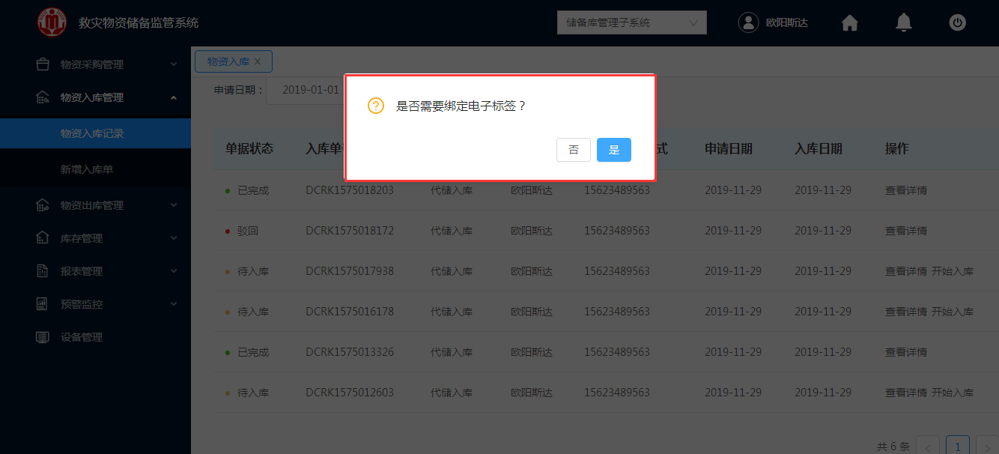 救灾物资储备监管系统
储备库管理子系统
欧阳斯达
物资采购管理
物资入库管理
物资入库记录
新增入库单
物资出库管理
库存管理
报表管理
预警监控
设备管理
物资入库 X
申请日期： 2019-01-01
是否需要绑定电子标签？
否 是
单据状态 入库单 式 申请日期 入库日期 操作
已完成 DCRK1575018203 代储入库 欧阳斯达 15623489563 2019-11-29 2019-11-29 查看详情
驳回 DCRK1575018172 代储入库 欧阳斯达 15623489563 2019-11-29 2019-11-29 查看详情
待入库 DCRK1575017938 代储入库 欧阳斯达 15623489563 2019-11-29 2019-11-29 查看详情 开始入库
待入库 DCRK1575016178 代储入库 欧阳斯达 15623489563 2019-11-29 2019-11-29 查看详情 开始入库
已完成 DCRK1575013326 代储入库 欧阳斯达 15623489563 2019-11-29 2019-11-29 查看详情
待入库 DCRK1575012603 代储入库 欧阳斯达 15623489563 2019-11-29 2019-11-29 查看详情 开始入库
共 6 条 < 1 >